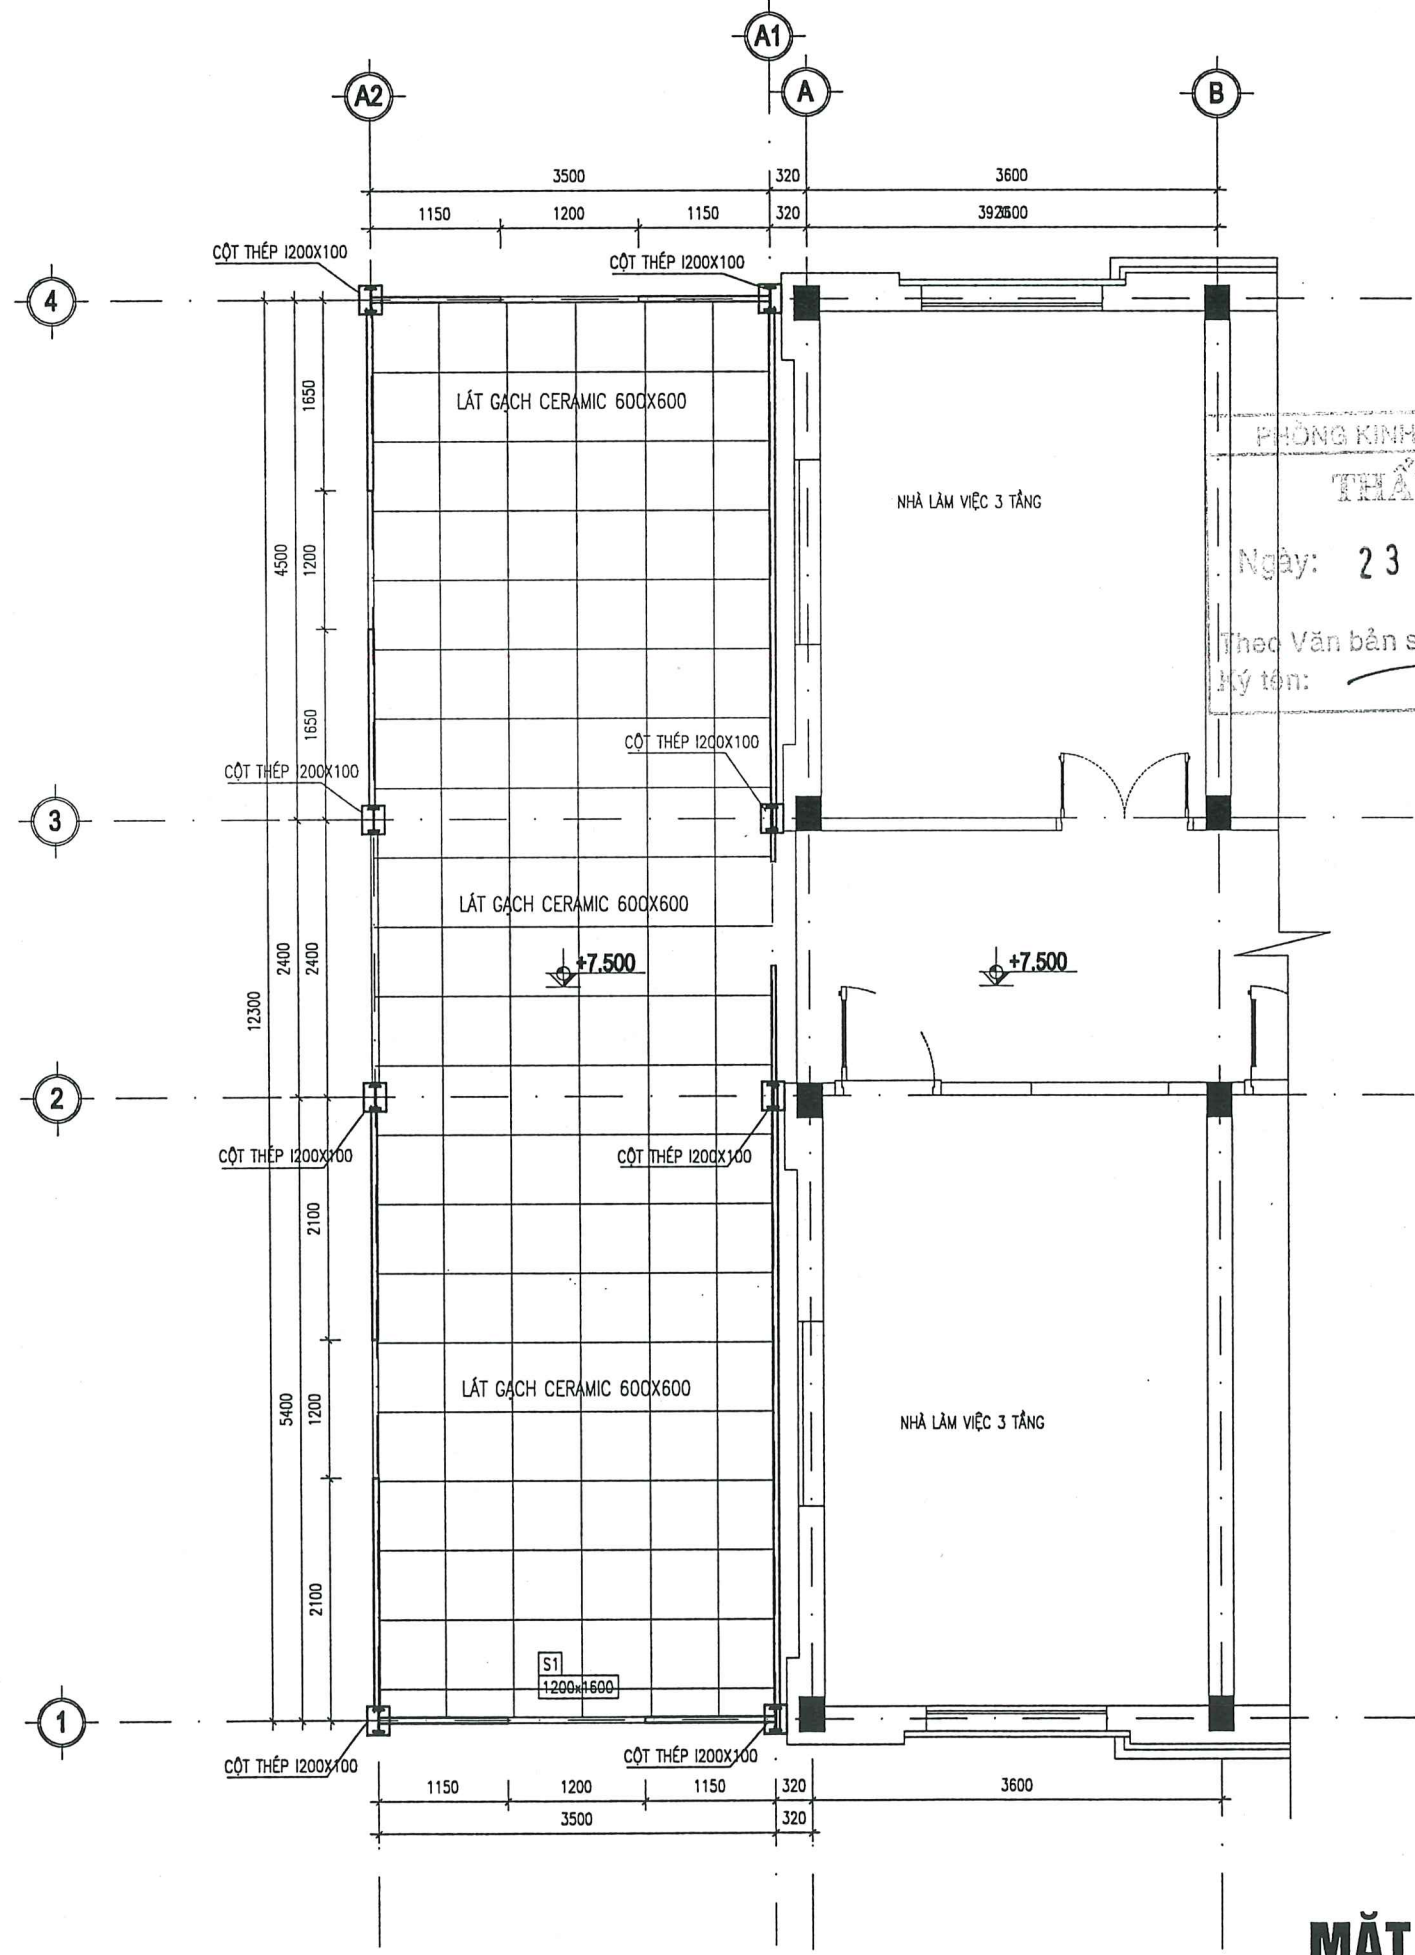 A1
A2
A
B
3500
320
3600
1150
1200
1150
320
3920
3600
CỘT THÉP I200X100
CỘT THÉP I200X100
4
1650
LÁT GẠCH CERAMIC 600X600
PHÒNG KINH
THẨ
NHÀ LÀM VIỆC 3 TẦNG
4500
1200
Ngày: 23
Theo Văn bản s
Ký tên:
1650
CỘT THÉP I200X100
CỘT THÉP I200X100
3
LÁT GẠCH CERAMIC 600X600
2400
2400
+7.500
+7.500
12300
2
CỘT THÉP I200X100
CỘT THÉP I200X100
2100
LÁT GẠCH CERAMIC 600X600
5400
1200
NHÀ LÀM VIỆC 3 TẦNG
2100
S1
1200x1600
1
CỘT THÉP I200X100
CỘT THÉP I200X100
1150
1200
1150
320
3600
3500
320
MẶT